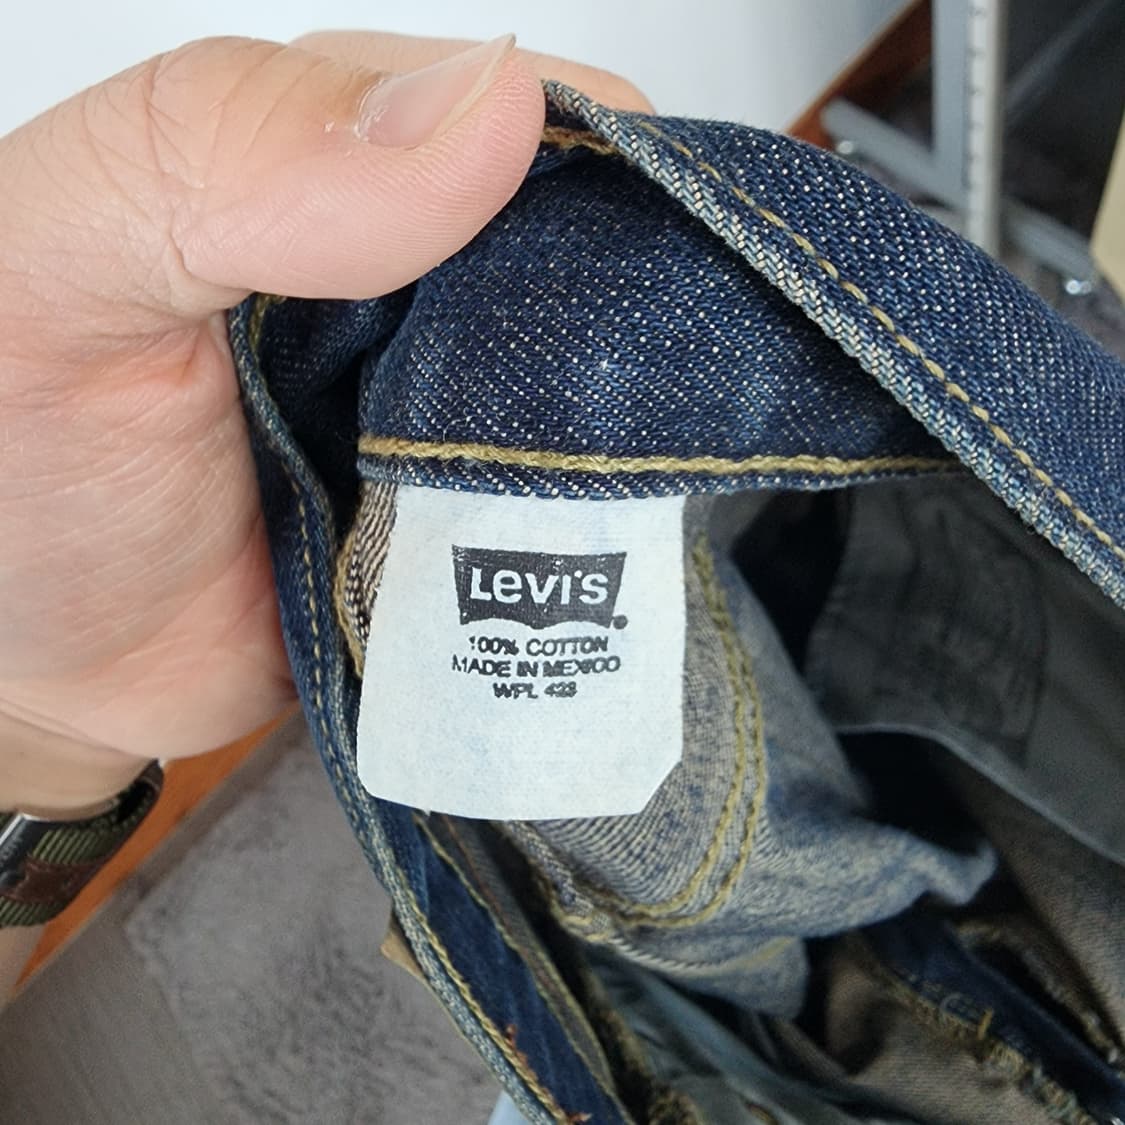 Levi's
100% COTTON
MADE IN MEXICO
WPL 423